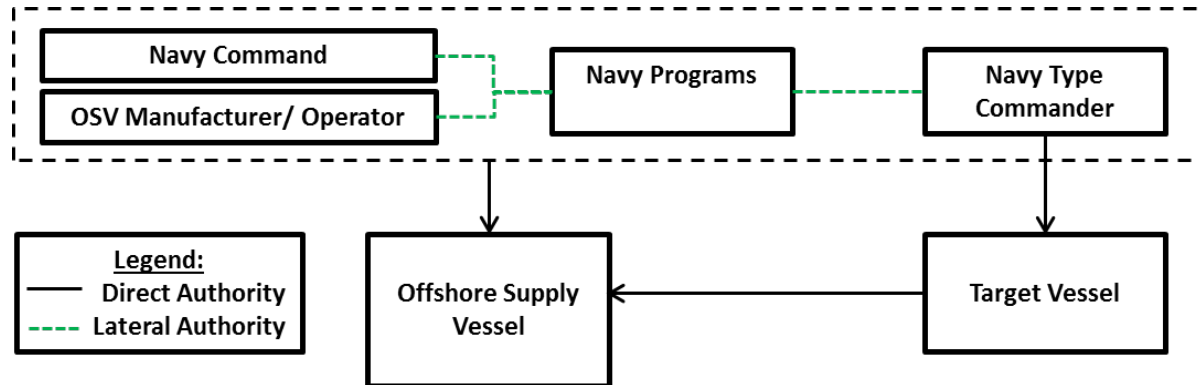 Navy Command
OSV Manufacturer/ Operator
Navy Programs
Navy Type
Commander
Legend:
Direct Authority
Lateral Authority
Offshore Supply
Vessel
Target Vessel